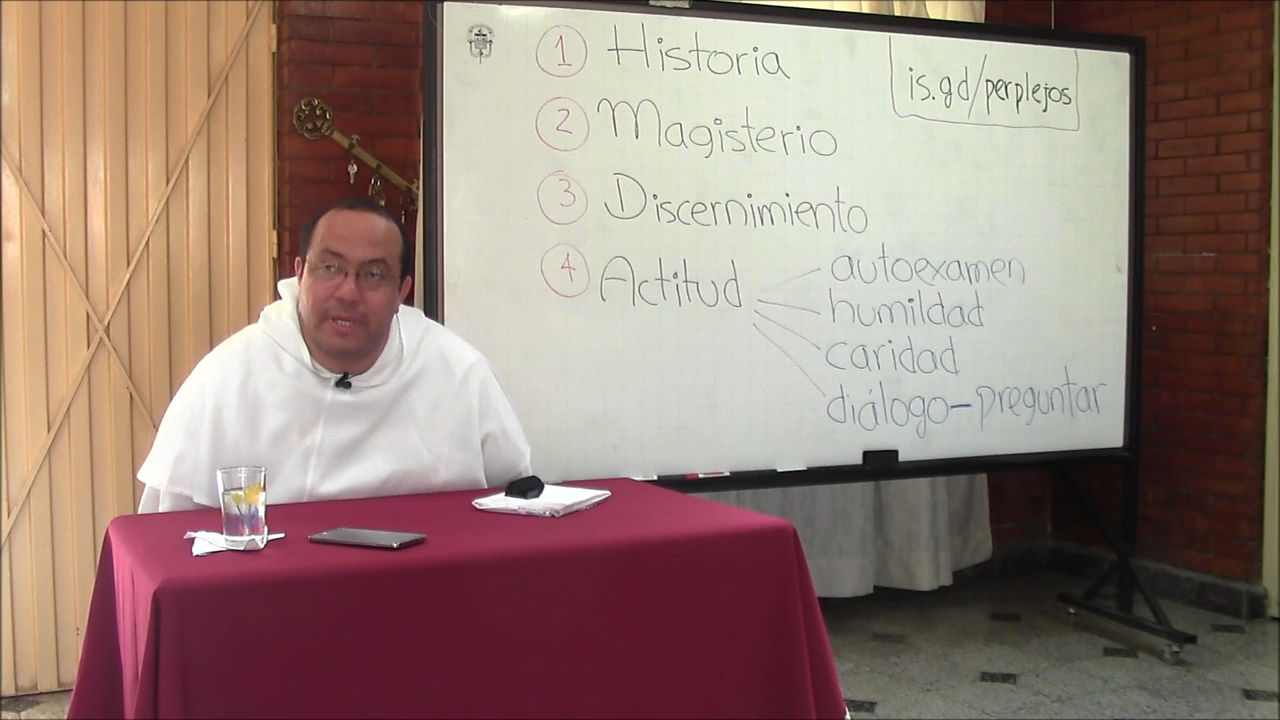 1 Historia
is.gd/perplejos
2 Magisterio
3 Discernimiento
4 Actitud
autoexamen
humildad
caridad
diálogo-preguntar